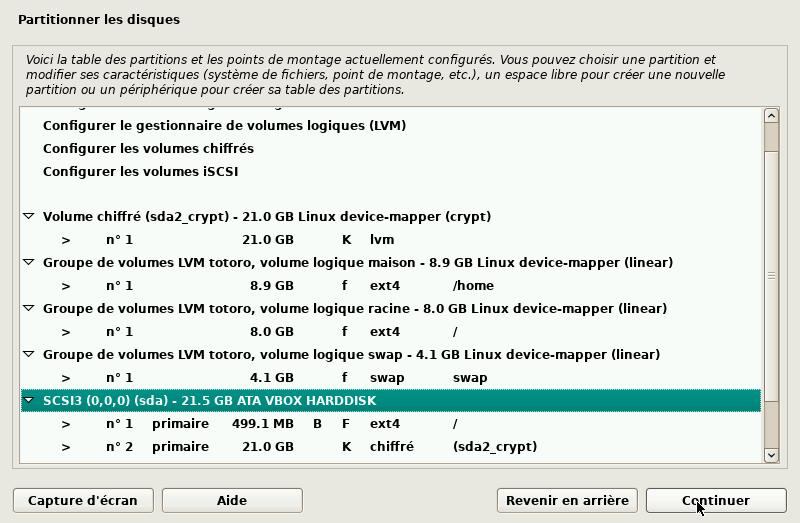 Partitionner les disques
Voici la table des partitions et les points de montage actuellement configurés. Vous pouvez choisir une partition et
modifier ses caractéristiques (système de fichiers, point de montage, etc.), un espace libre pour créer une nouvelle
partition ou un périphérique pour créer sa table des partitions.
Configurer le gestionnaire de volumes logiques (LVM)
Configurer les volumes chiffrés
Configurer les volumes iSCSI
Volume chiffré (sda2_crypt) - 21.0 GB Linux device-mapper (crypt)
> n° 1 21.0 GB K lvm
Groupe de volumes LVM totoro, volume logique maison - 8.9 GB Linux device-mapper (linear)
> n° 1 8.9 GB f ext4 /home
Groupe de volumes LVM totoro, volume logique racine - 8.0 GB Linux device-mapper (linear)
> n° 1 8.0 GB f ext4 /
Groupe de volumes LVM totoro, volume logique swap - 4.1 GB Linux device-mapper (linear)
> n° 1 4.1 GB f swap swap
SCSI3 (0,0,0) (sda) - 21.5 GB ATA VBOX HARDDISK
> n° 1 primaire 499.1 MB B F ext4 /
> n° 2 primaire 21.0 GB K chiffré (sda2_crypt)
Capture d'écran Aide Revenir en arrière Continuer